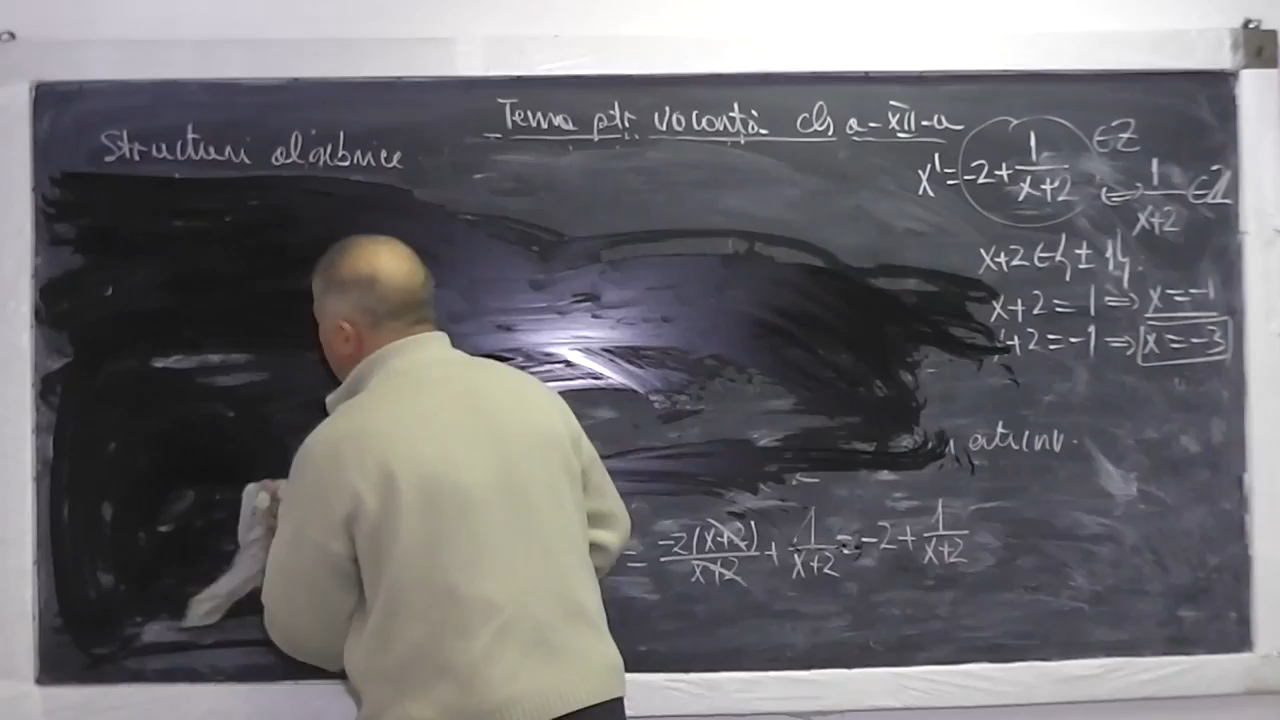 Tema ptr vacanță cls a-XII-a
Structuri algebrice
x' = -2 + 1/(x+2) ∈ Z
⇔ 1/(x+2) ∈ Z
x+2 ∈ {± 1}
x+2 = 1 ⇒ x = -1
+2 = -1 ⇒ x = -3
= -2(x+2)/(x+2) + 1/(x+2) = -2 + 1/(x+2)